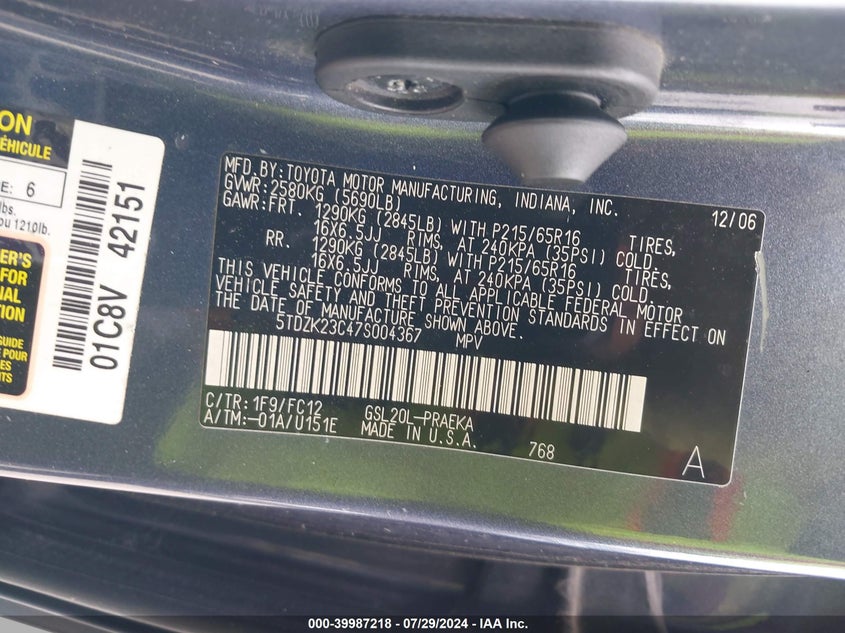 ON
ÉHICULE
E: 6
lbs.
ou 1210lb.
ER'S
FOR
NAL
TION
GUIDE
POUR
DES
NTS
01C8V 42151
MFD. BY: TOYOTA MOTOR MANUFACTURING, INDIANA, INC. 12/06
GVWR: 2580KG (5690LB)
GAWR: FRT. 1290KG (2845LB) WITH P215/65R16 TIRES,
16X6.5JJ RIMS, AT 240KPA (35PSI) COLD.
RR. 1290KG (2845LB) WITH P215/65R16 TIRES,
16X6.5JJ RIMS, AT 240KPA (35PSI) COLD.
THIS VEHICLE CONFORMS TO ALL APPLICABLE FEDERAL MOTOR
VEHICLE SAFETY AND THEFT PREVENTION STANDARDS IN EFFECT ON
THE DATE OF MANUFACTURE SHOWN ABOVE.
5TDZK23C47S004367 MPV
C/TR: 1F9/FC12 GSL20L-PRAEKA
A/TM: -01A/U151E MADE IN U.S.A. 768
A
000-39987218 - 07/29/2024 - IAA Inc.